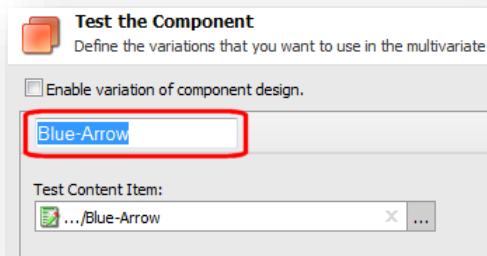 Test the Component
Define the variations that you want to use in the multivariate
Enable variation of component design.
Blue-Arrow
Test Content Item:
.../Blue-Arrow
...